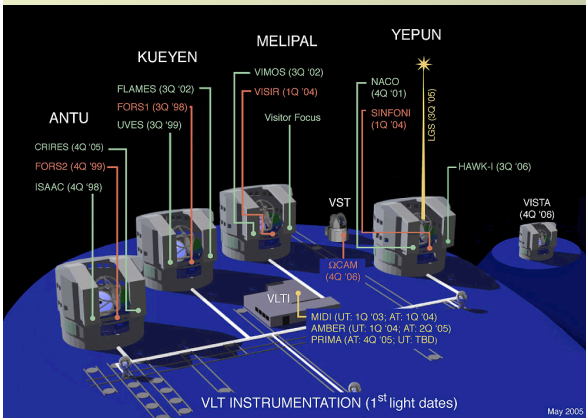 YEPUN
MELIPAL
KUEYEN
ANTU
VIMOS (3Q '02)
VISIR (1Q '04)
Visitor Focus
NACO
(4Q '01)
SINFONI
(1Q '04)
LGS (3Q '05)
HAWK-I (3Q '06)
FLAMES (3Q '02)
FORS1 (3Q '98)
UVES (3Q '99)
CRIRES (4Q '05)
FORS2 (4Q '99)
ISAAC (4Q '98)
VST
VISTA
(4Q '06)
ΩCAM
(4Q '06)
VLTI
MIDI (UT: 1Q '03; AT: 1Q '04)
AMBER (UT: 1Q '04; AT: 2Q '05)
PRIMA (AT: 4Q '05; UT: TBD)
VLT INSTRUMENTATION (1st light dates)
May 2005